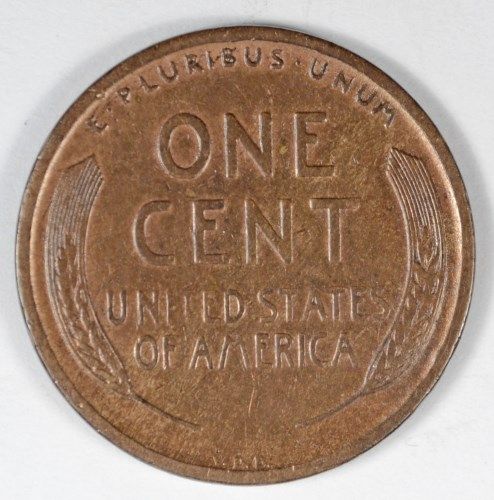 E·PLURIBUS·UNUM
ONE
CENT
UNITED·STATES
OF·AMERICA
V.D.B.